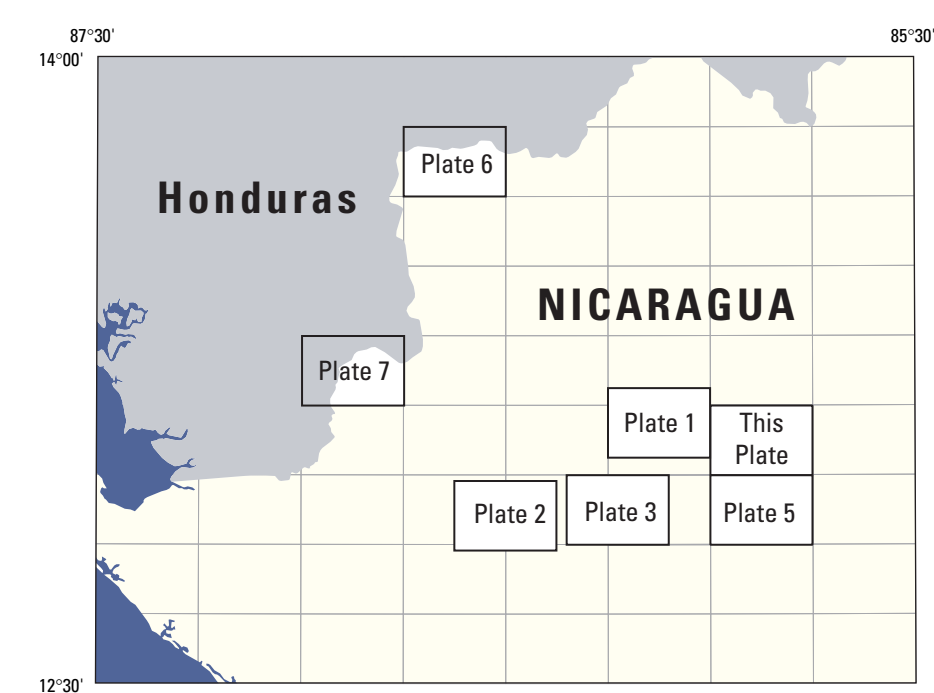 87°30'
85°30'
14°00'
Plate 6
Honduras
NICARAGUA
Plate 7
Plate 1
This
Plate
Plate 2
Plate 3
Plate 5
12°30'